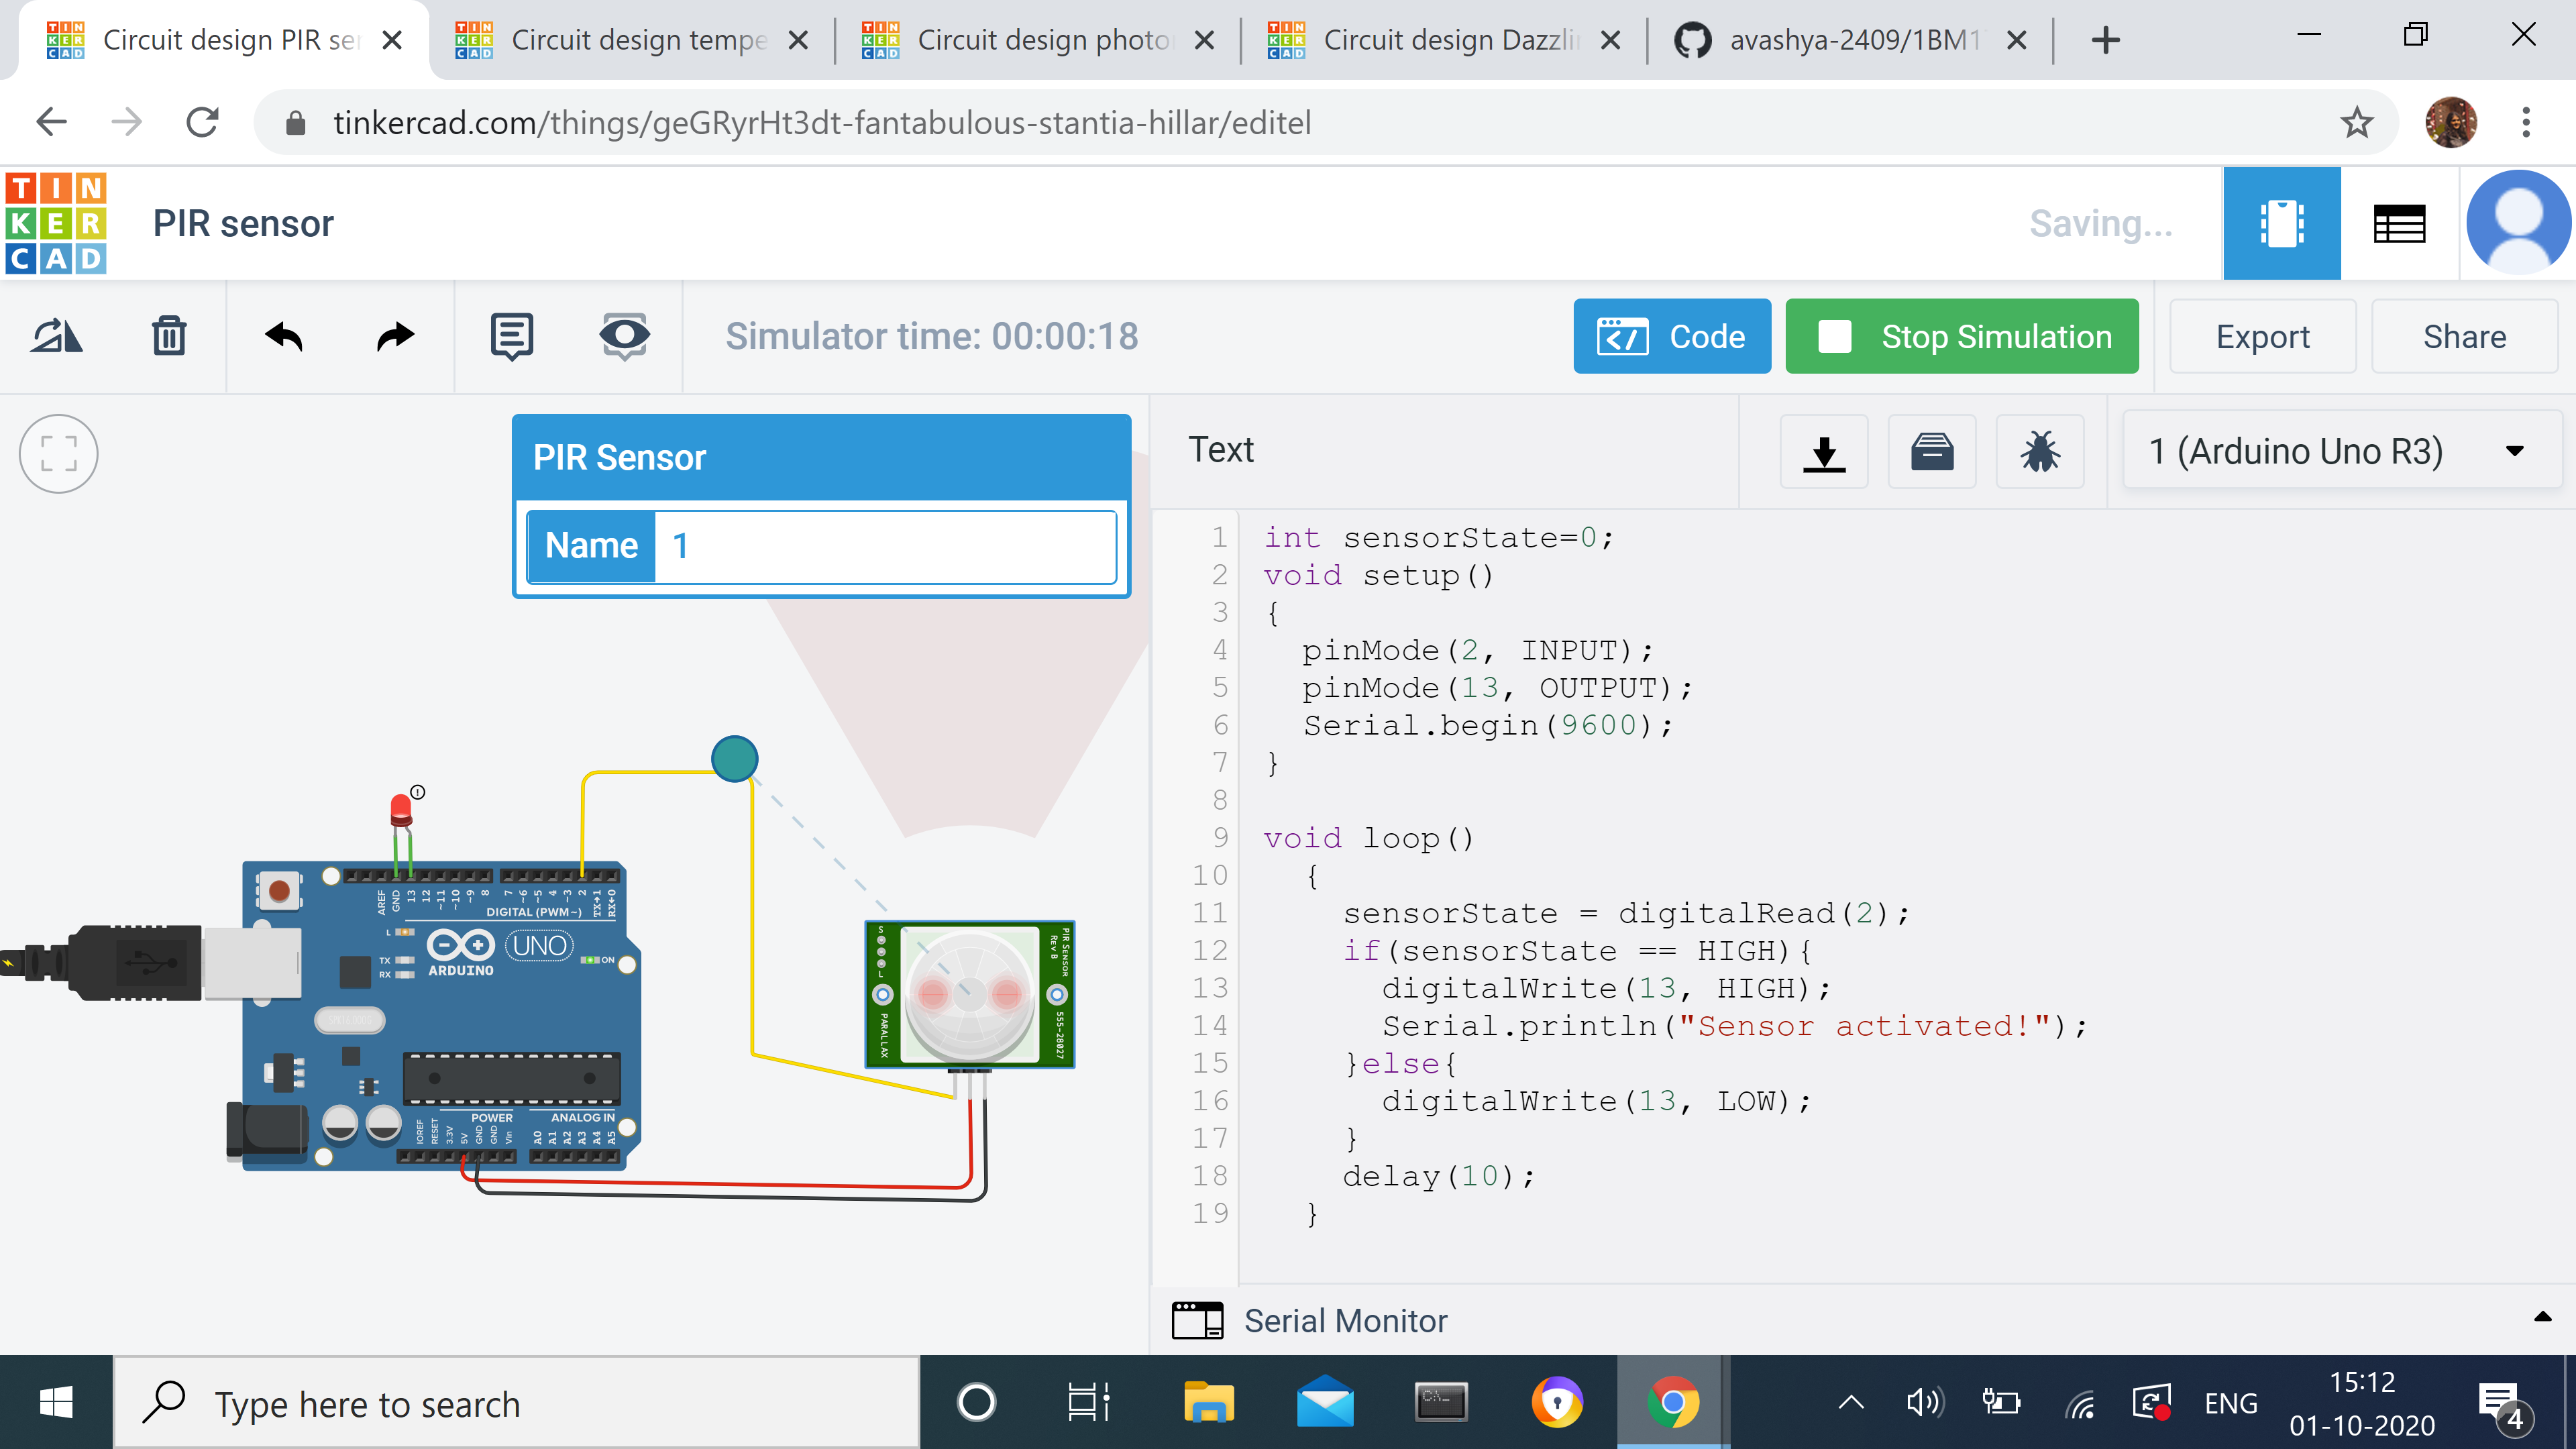 Circuit design PIR se
Circuit design tempe
Circuit design photo
Circuit design Dazzli
avashya-2409/1BM1
tinkercad.com/things/geGRyrHt3dt-fantabulous-stantia-hillar/editel
TIN
KER
CAD
PIR sensor
Saving...
Simulator time: 00:00:18
Code
Stop Simulation
Export
Share
PIR Sensor
Name 1
Text
1 (Arduino Uno R3)
1 int sensorState=0;
2 void setup()
3 {
4 pinMode(2, INPUT);
5 pinMode(13, OUTPUT);
6 Serial.begin(9600);
7 }
8
9 void loop()
10 {
11 sensorState = digitalRead(2);
12 if(sensorState == HIGH){
13 digitalWrite(13, HIGH);
14 Serial.println("Sensor activated!");
15 }else{
16 digitalWrite(13, LOW);
17 }
18 delay(10);
19 }
AREF GND 13 12 ~11 ~10 ~9 8 7 ~6 ~5 4 ~3 2 TX→1 RX←0
DIGITAL (PWM~)
L
TX
RX
UNO
ARDUINO
ON
POWER
ANALOG IN
IOREF RESET 3.3V 5V GND GND Vin A0 A1 A2 A3 A4 A5
S
L
PIR SENSOR
REV B
PARALLAX
555-28027
Serial Monitor
Type here to search
ENG
15:12
01-10-2020
4